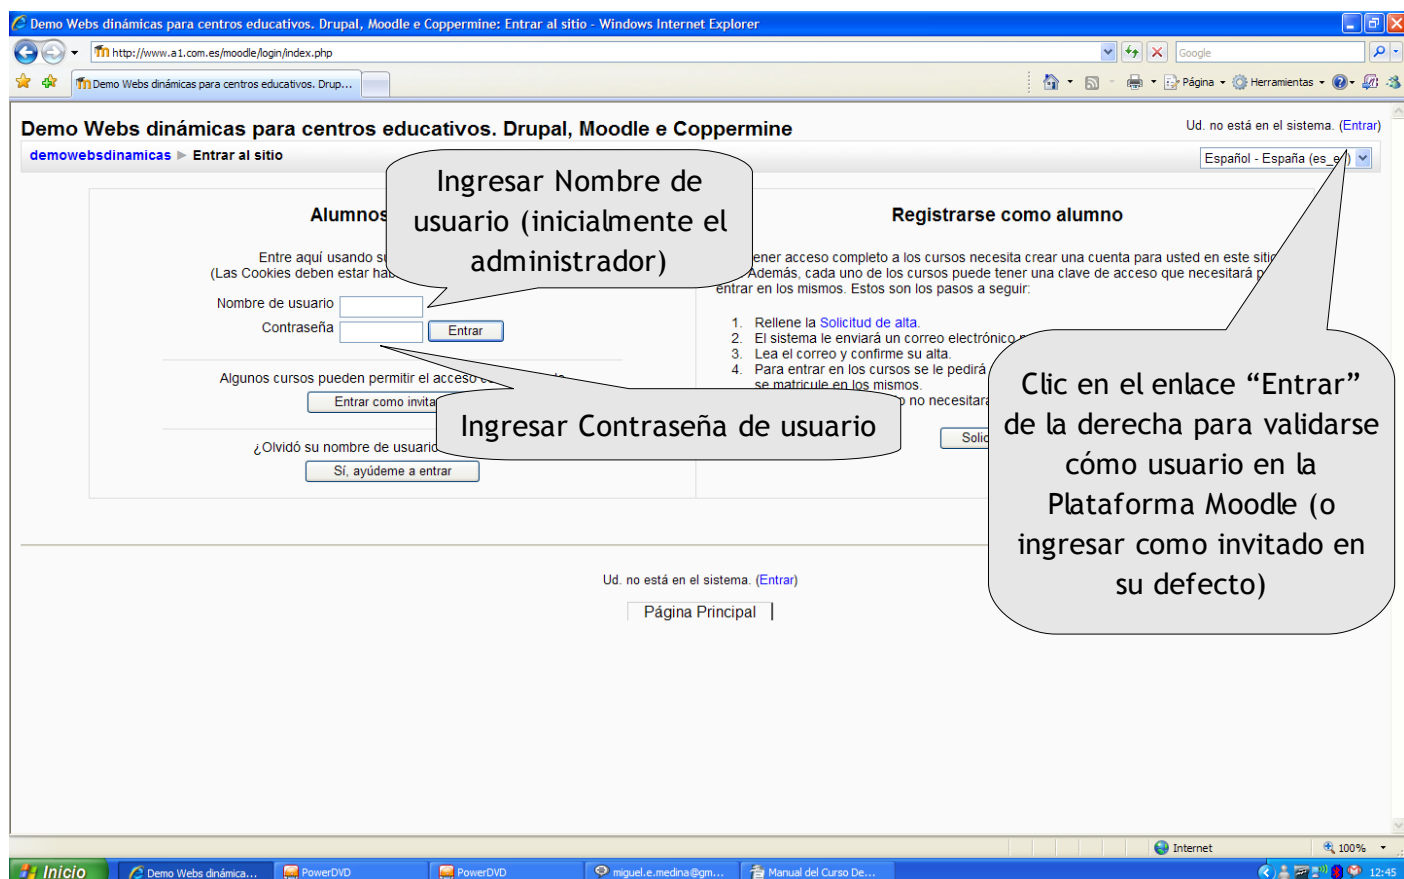 Demo Webs dinámicas para centros educativos. Drupal, Moodle e Coppermine: Entrar al sitio - Windows Internet Explorer
http://www.a1.com.es/moodle/login/index.php
Google
Demo Webs dinámicas para centros educativos. Drup...
Página
Herramientas
Demo Webs dinámicas para centros educativos. Drupal, Moodle e Coppermine
Ud. no está en el sistema. (Entrar)
demowebsdinamicas ► Entrar al sitio
Español - España
Ingresar Nombre de
usuario (inicialmente el
administrador)
Alumnos
Entre aquí usando
(Las Cookies deben estar
Nombre de usuario
Contraseña
Entrar
Algunos cursos pueden permitir el acceso
Entrar como
¿Olvidó su nombre de
Sí, ayúdeme a entrar
Ingresar Contraseña de usuario
Registrarse como alumno
acceso completo a los cursos necesita crear una cuenta para usted en este
Además, cada uno de los cursos puede tener una clave de acceso que necesitará
entrar en los mismos. Estos son los pasos a seguir:
1. Rellene la Solicitud de alta.
2. El sistema le enviará un correo electrónico
3. Lea el correo y confirme su alta.
4. Para entrar en los cursos se le pedirá
se matricule en los mismos.
no necesitará
Clic en el enlace “Entrar”
de la derecha para validarse
cómo usuario en la
Plataforma Moodle (o
ingresar como invitado en
su defecto)
Ud. no está en el sistema. (Entrar)
Página Principal
Internet
100%
Inicio
Demo Webs dinámica...
PowerDVD
PowerDVD
miguel.e.medina@gm...
Manual del Curso De...
12:45